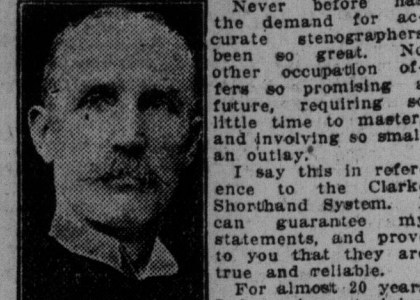 Never before has
the demand for ac-
curate stenographers
been so great. No
other occupation of-
fers so promising a
future, requiring so
little time to master,
and involving so small
an outlay."
I say this in refer-
ence to the Clark
Shorthand System. I
can guarantee my
statements, and prove
to you that they are
true and reliable.
For almost 20 years